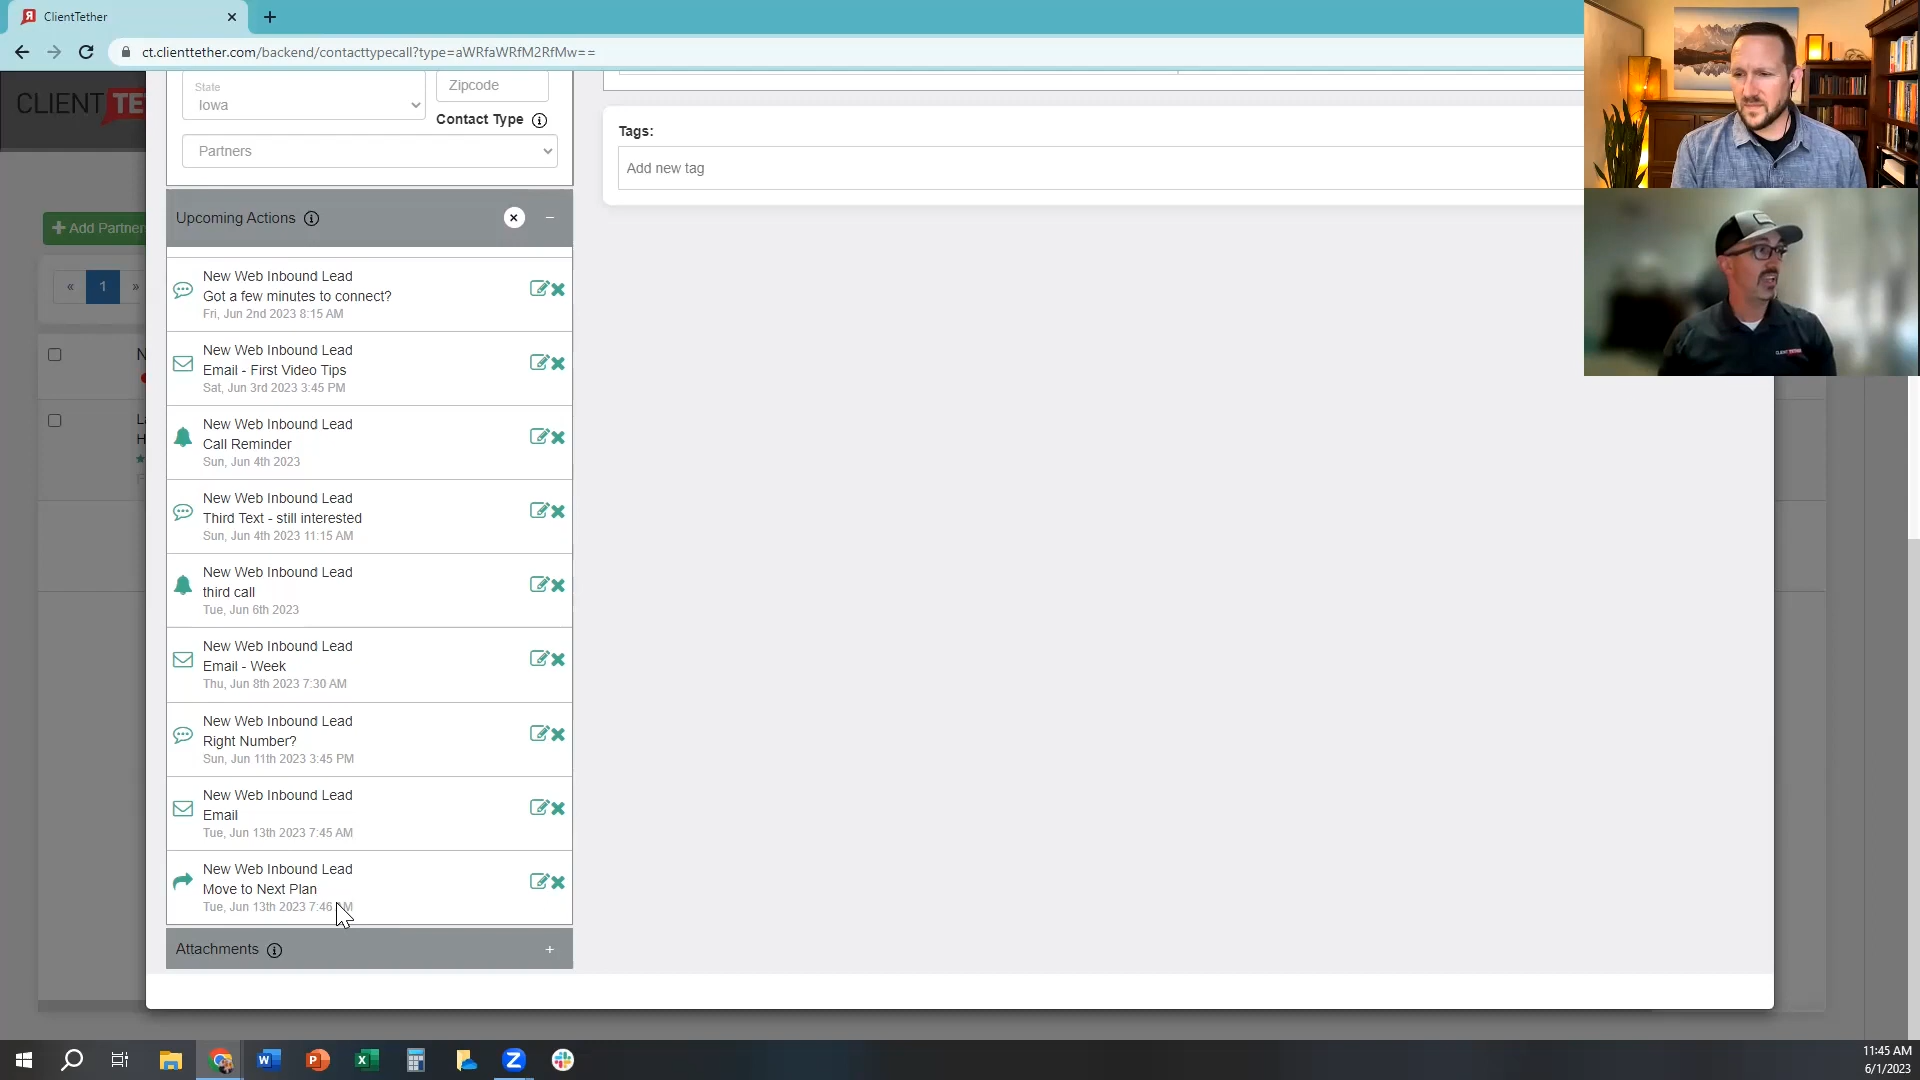 ClientTether
ct.clienttether.com/backend/contacttypecall?type=aWRfaWRfM2RfMw==
CLIENT TE
State
Iowa
Zipcode
Contact Type
Partners
Tags:
Add new tag
+ Add Partner
« 1 »
Upcoming Actions
New Web Inbound Lead
Got a few minutes to connect?
Fri, Jun 2nd 2023 8:15 AM
New Web Inbound Lead
Email - First Video Tips
Sat, Jun 3rd 2023 3:45 PM
New Web Inbound Lead
Call Reminder
Sun, Jun 4th 2023
New Web Inbound Lead
Third Text - still interested
Sun, Jun 4th 2023 11:15 AM
New Web Inbound Lead
third call
Tue, Jun 6th 2023
New Web Inbound Lead
Email - Week
Thu, Jun 8th 2023 7:30 AM
New Web Inbound Lead
Right Number?
Sun, Jun 11th 2023 3:45 PM
New Web Inbound Lead
Email
Tue, Jun 13th 2023 7:45 AM
New Web Inbound Lead
Move to Next Plan
Tue, Jun 13th 2023 7:46 AM
Attachments
CLIENT TETHER
11:45 AM
6/1/2023